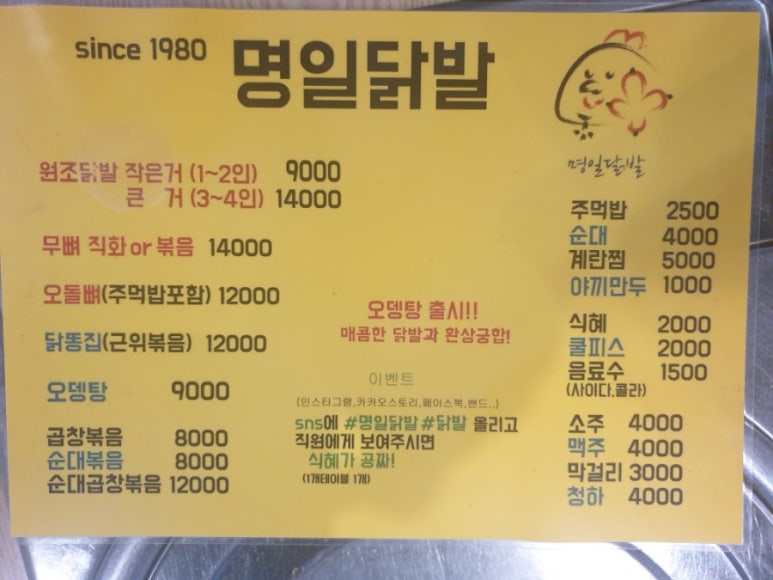 since 1980
명일닭발
명일닭발
원조닭발 작은거 (1~2인) 9000
큰 거 (3~4인) 14000
무뼈 직화 or 볶음 14000
오돌뼈(주먹밥포함) 12000
닭똥집(근위볶음) 12000
오뎅탕 9000
곱창볶음 8000
순대볶음 8000
순대곱창볶음 12000
오뎅탕 출시!!
매콤한 닭발과 환상궁합!
이벤트
(인스타그램,카카오스토리,페이스북,밴드..)
sns에 #명일닭발 #닭발 올리고
직원에게 보여주시면
식혜가 공짜!
(1개테이블 1개)
주먹밥 2500
순대 4000
계란찜 5000
야끼만두 1000
식혜 2000
쿨피스 2000
음료수 1500
(사이다.콜라)
소주 4000
맥주 4000
막걸리 3000
청하 4000